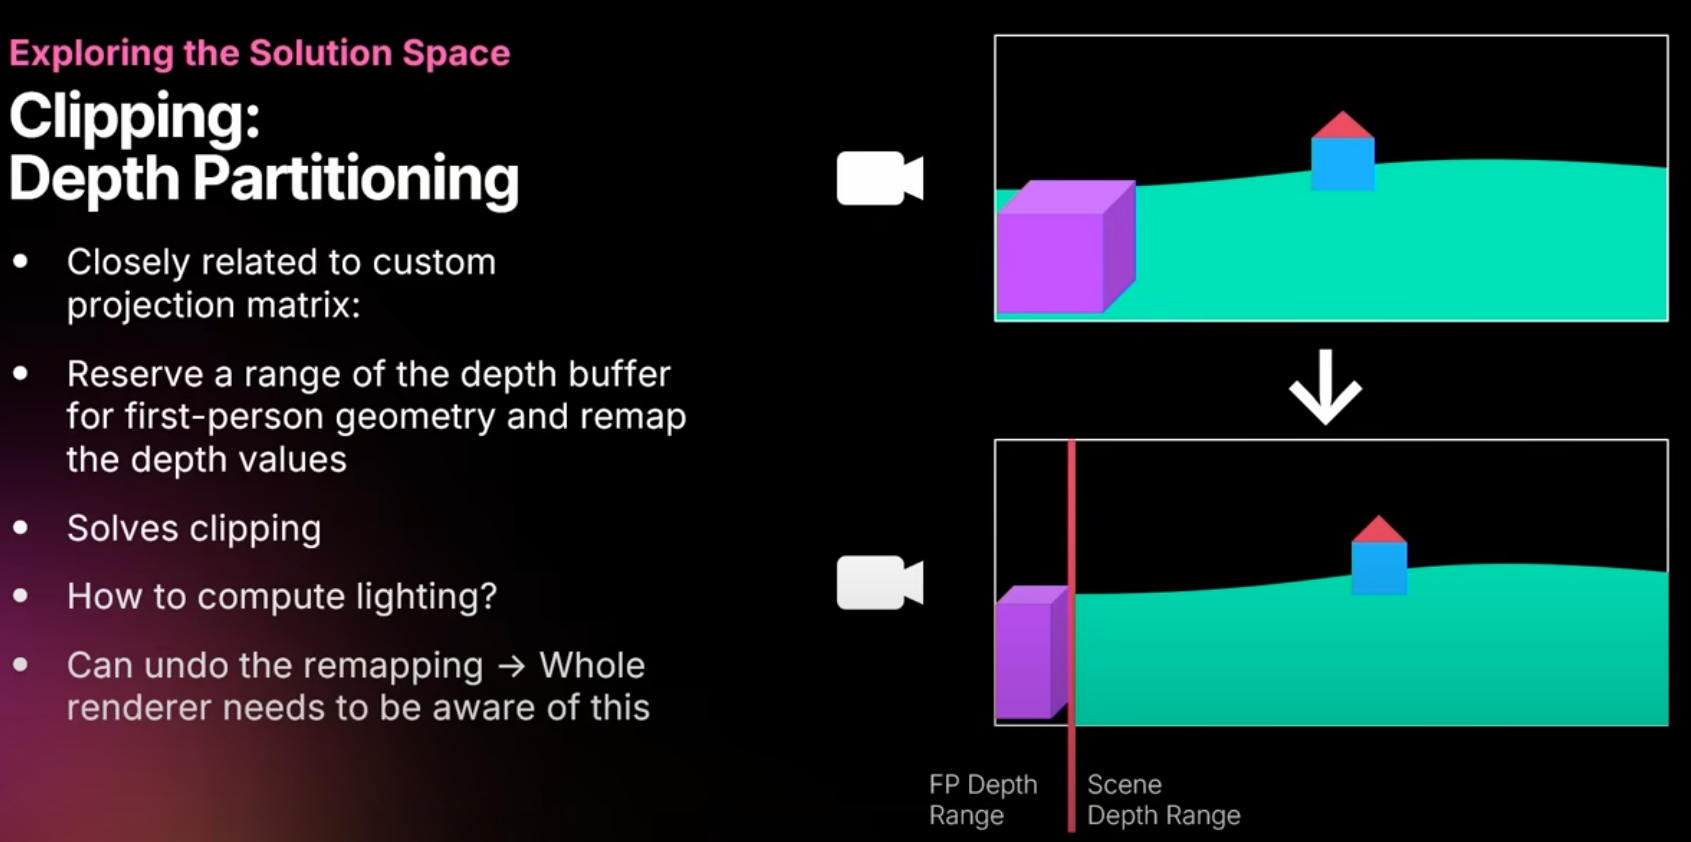 Exploring the Solution Space
Clipping:
Depth Partitioning
• Closely related to custom
projection matrix:
• Reserve a range of the depth buffer
for first-person geometry and remap
the depth values
• Solves clipping
• How to compute lighting?
• Can undo the remapping → Whole
renderer needs to be aware of this
FP Depth
Range
Scene
Depth Range